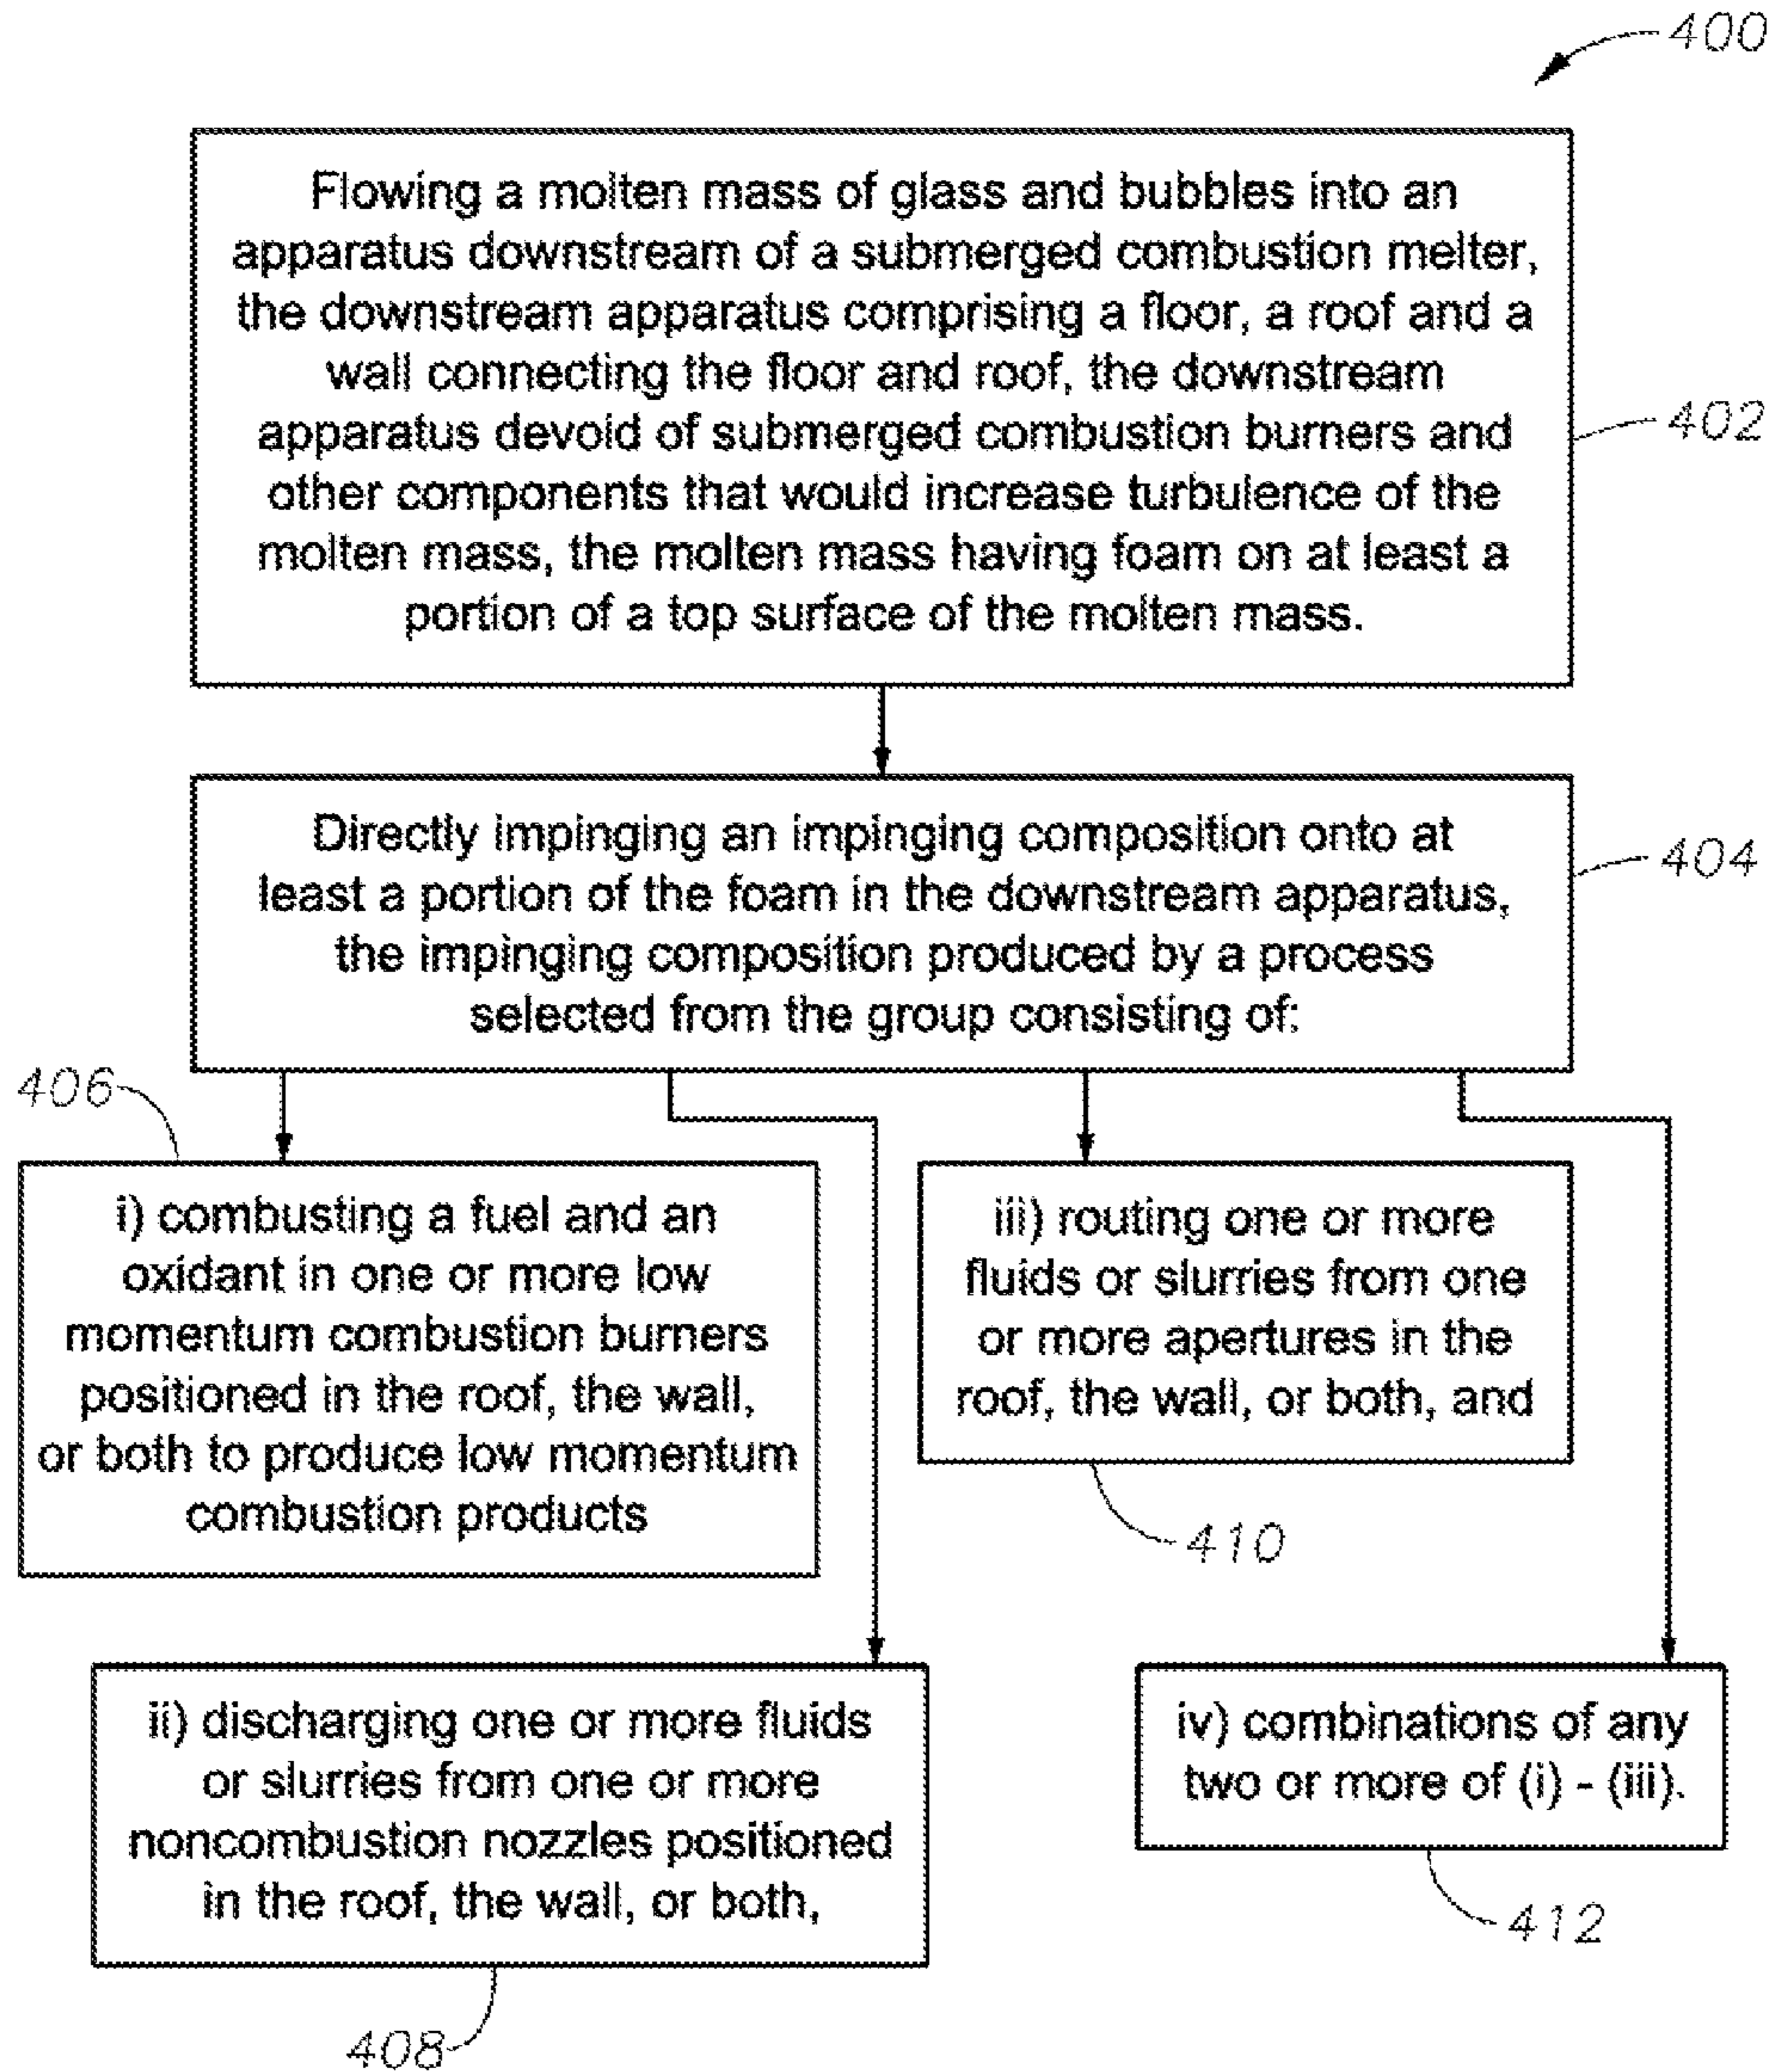 400
Flowing a molten mass of glass and bubbles into an
apparatus downstream of a submerged combustion melter,
the downstream apparatus comprising a floor, a roof and a
wall connecting the floor and roof, the downstream
apparatus devoid of submerged combustion burners and
other components that would increase turbulence of the
molten mass, the molten mass having foam on at least a
portion of a top surface of the molten mass.
402
Directly impinging an impinging composition onto at
least a portion of the foam in the downstream apparatus,
the impinging composition produced by a process
selected from the group consisting of:
404
406
i) combusting a fuel and an
oxidant in one or more low
momentum combustion burners
positioned in the roof, the wall,
or both to produce low momentum
combustion products
iii) routing one or more
fluids or slurries from one
or more apertures in the
roof, the wall, or both, and
410
ii) discharging one or more fluids
or slurries from one or more
noncombustion nozzles positioned
in the roof, the wall, or both,
408
iv) combinations of any
two or more of (i) - (iii).
412